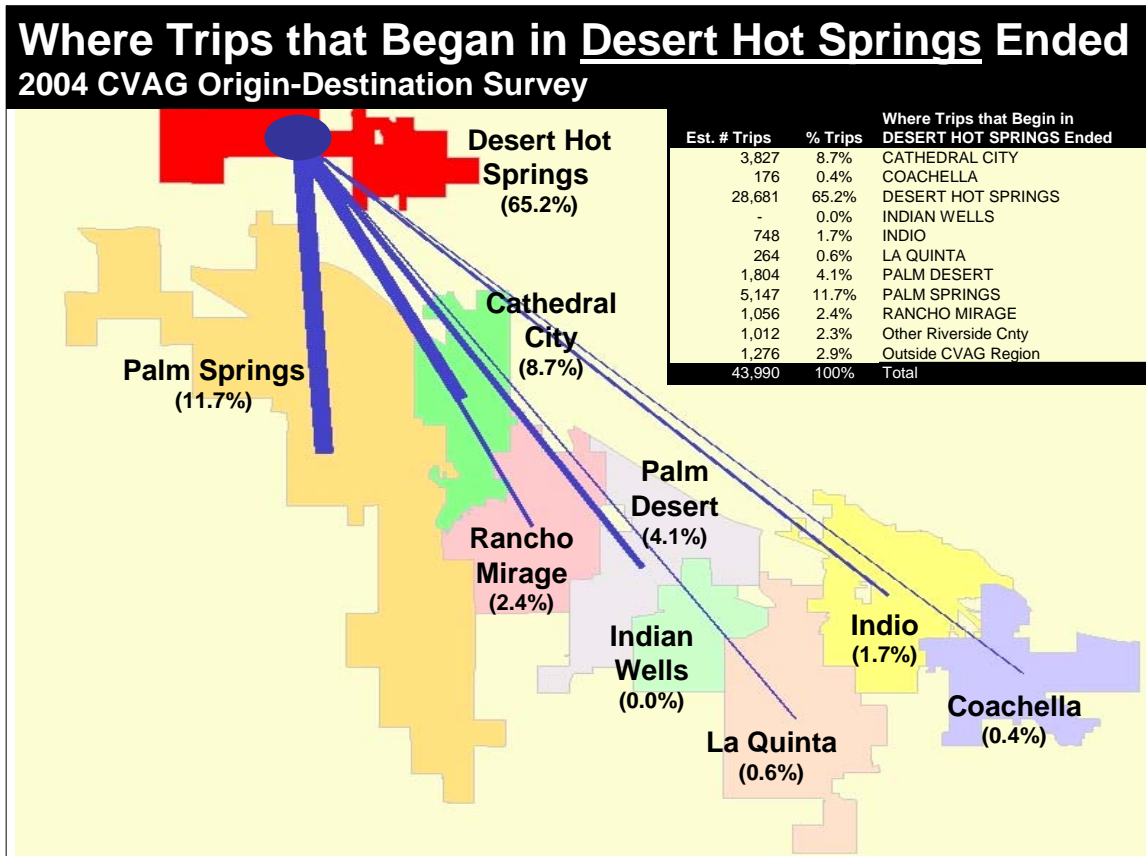 Where Trips that Began in Desert Hot Springs Ended
2004 CVAG Origin-Destination Survey
Where Trips that Begin in
Est. # Trips % Trips DESERT HOT SPRINGS Ended
3,827 8.7% CATHEDRAL CITY
176 0.4% COACHELLA
28,681 65.2% DESERT HOT SPRINGS
- 0.0% INDIAN WELLS
748 1.7% INDIO
264 0.6% LA QUINTA
1,804 4.1% PALM DESERT
5,147 11.7% PALM SPRINGS
1,056 2.4% RANCHO MIRAGE
1,012 2.3% Other Riverside Cnty
1,276 2.9% Outside CVAG Region
43,990 100% Total
Desert Hot
Springs
(65.2%)
Cathedral
City
(8.7%)
Palm Springs
(11.7%)
Palm
Desert
(4.1%)
Rancho
Mirage
(2.4%)
Indian
Wells
(0.0%)
Indio
(1.7%)
La Quinta
(0.6%)
Coachella
(0.4%)